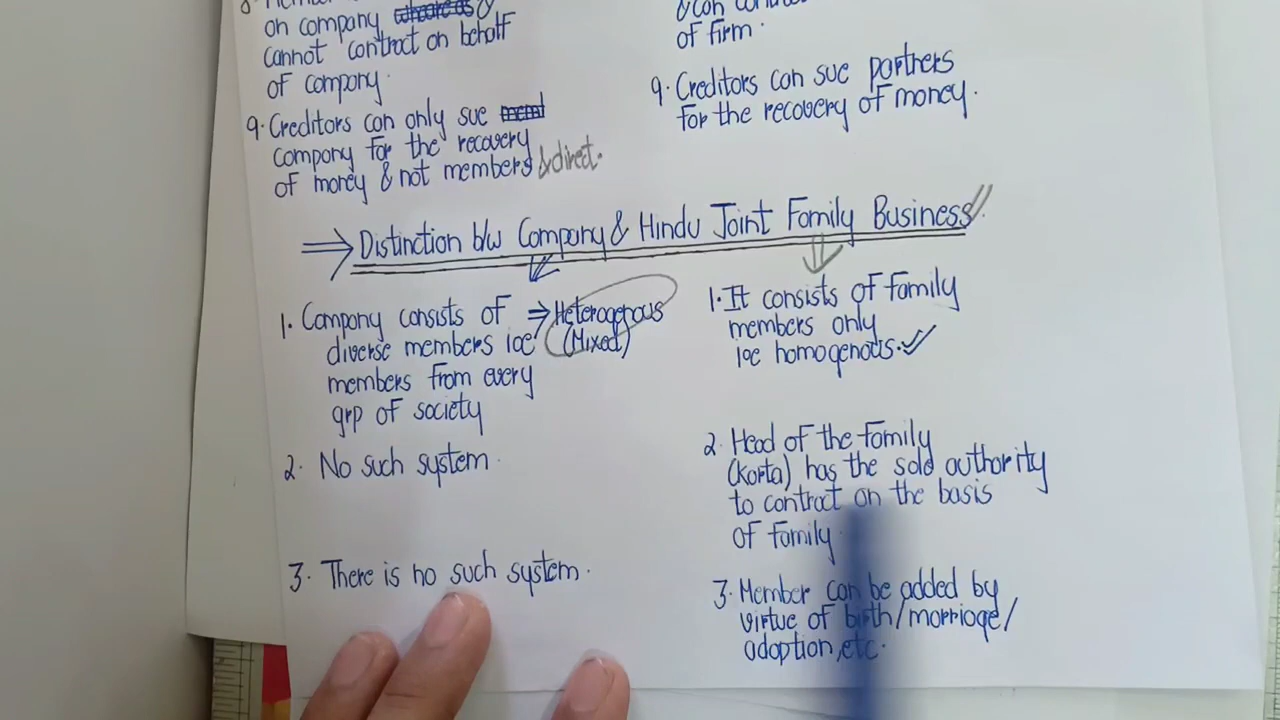 on company
cannot contract on behalf
of company.
9. Creditors can only sue
company for the recovery
of money & not members & direct.
of firm.
9. Creditors can sue partners
for the recovery of money.
⇒ Distinction b/w Company & Hindu Joint Family Business
1. Company consists of ⇒ Heterogenous
diverse members ice (Mixed)
members from every
grp of society
2. No such system.
3. There is no such system.
1. It consists of family
members only
ice homogenous.
2. Head of the family
(Karta) has the sole authority
to contract on the basis
of family.
3. Member can be added by
virtue of birth/marriage/
adoption, etc.